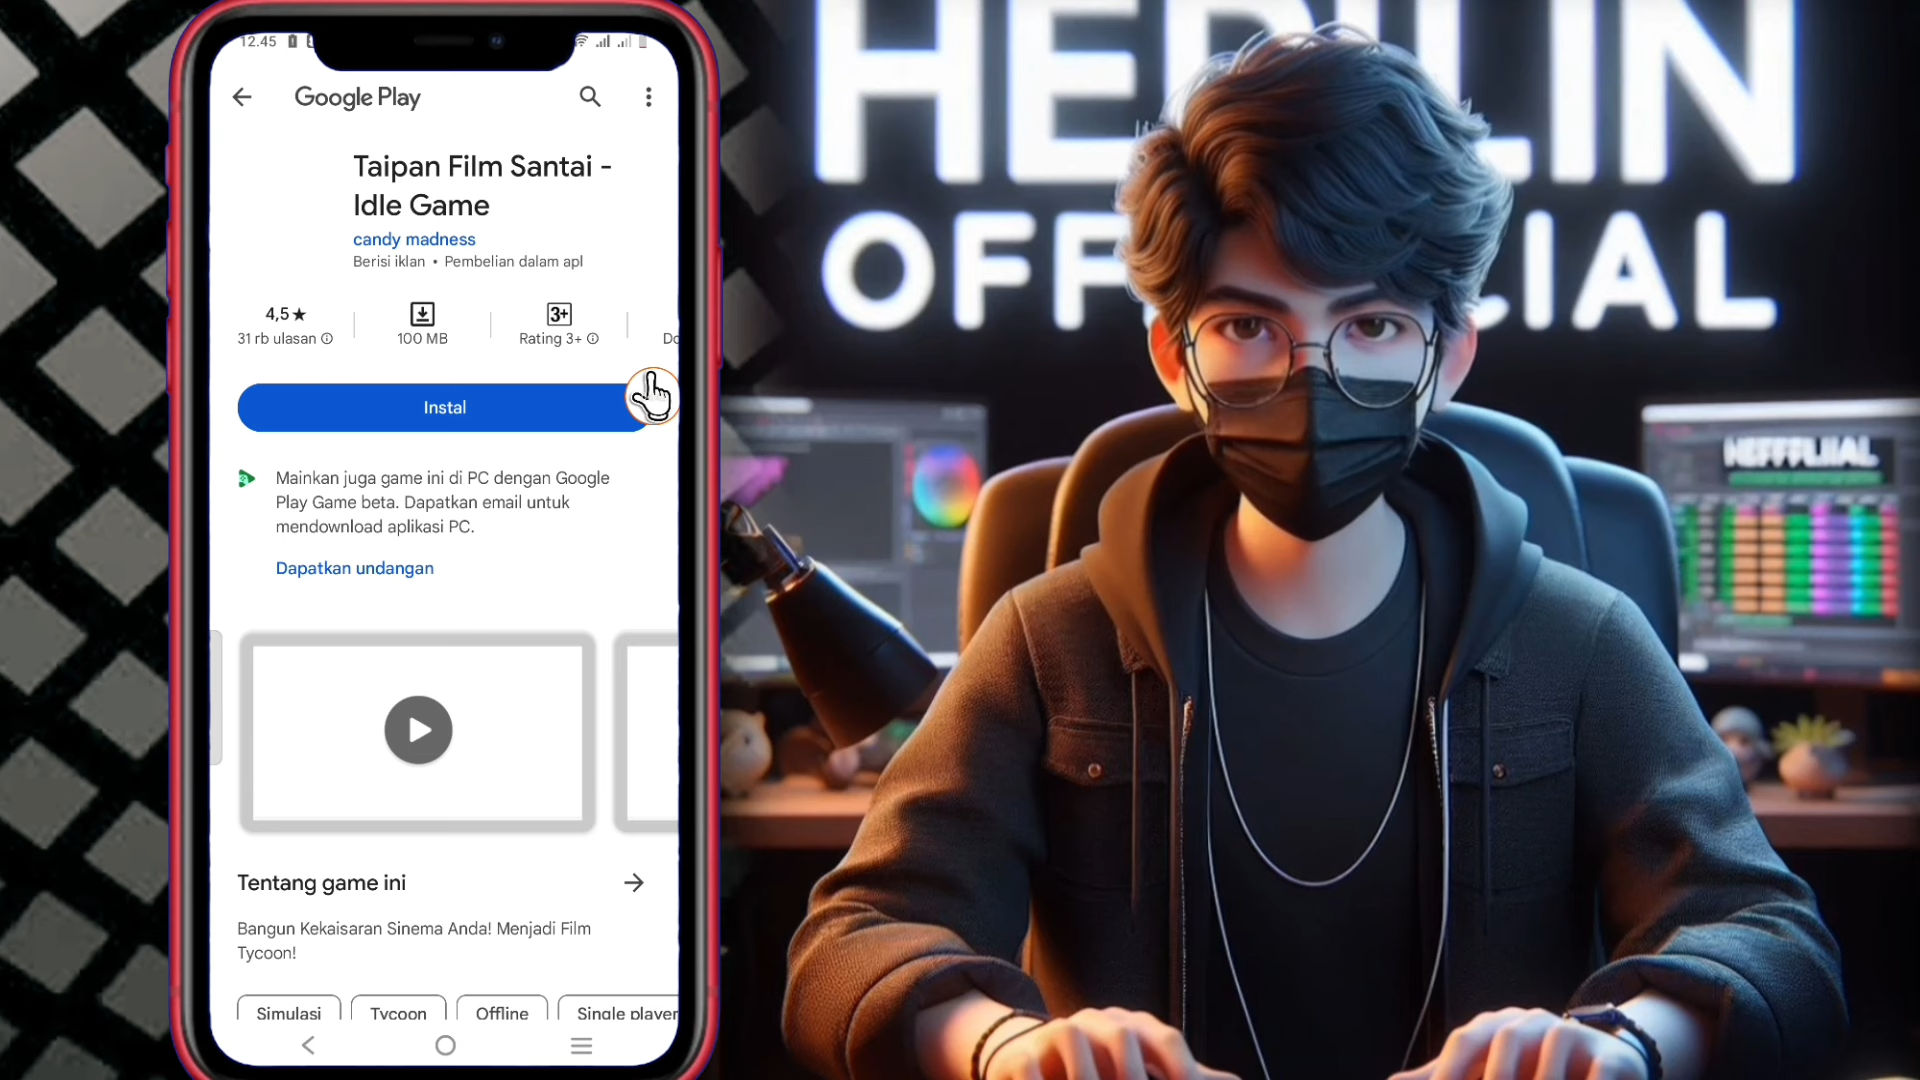 12.45
Google Play
Taipan Film Santai -
Idle Game
candy madness
Berisi iklan • Pembelian dalam apl
4,5★
31 rb ulasan
100 MB
3+
Rating 3+
Do
Instal
Mainkan juga game ini di PC dengan Google
Play Game beta. Dapatkan email untuk
mendownload aplikasi PC.
Dapatkan undangan
Tentang game ini
Bangun Kekaisaran Sinema Anda! Menjadi Film
Tycoon!
Simulasi
Tycoon
Offline
Single player